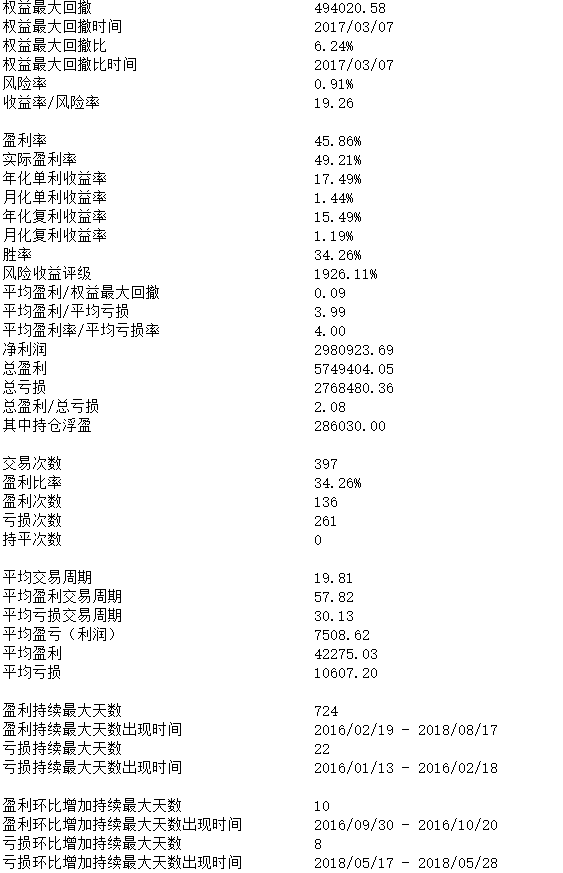 权益最大回撤 494020.58
权益最大回撤时间 2017/03/07
权益最大回撤比 6.24%
权益最大回撤比时间 2017/03/07
风险率 0.91%
收益率/风险率 19.26
盈利率 45.86%
实际盈利率 49.21%
年化单利收益率 17.49%
月化单利收益率 1.44%
年化复利收益率 15.49%
月化复利收益率 1.19%
胜率 34.26%
风险收益评级 1926.11%
平均盈利/权益最大回撤 0.09
平均盈利/平均亏损 3.99
平均盈利率/平均亏损率 4.00
净利润 2980923.69
总盈利 5749404.05
总亏损 2768480.36
总盈利/总亏损 2.08
其中持仓浮盈 286030.00
交易次数 397
盈利比率 34.26%
盈利次数 136
亏损次数 261
持平次数 0
平均交易周期 19.81
平均盈利交易周期 57.82
平均亏损交易周期 30.13
平均盈亏（利润） 7508.62
平均盈利 42275.03
平均亏损 10607.20
盈利持续最大天数 724
盈利持续最大天数出现时间 2016/02/19 - 2018/08/17
亏损持续最大天数 22
亏损持续最大天数出现时间 2016/01/13 - 2016/02/18
盈利环比增加持续最大天数 10
盈利环比增加持续最大天数出现时间 2016/09/30 - 2016/10/20
亏损环比增加持续最大天数 8
亏损环比增加持续最大天数出现时间 2018/05/17 - 2018/05/28